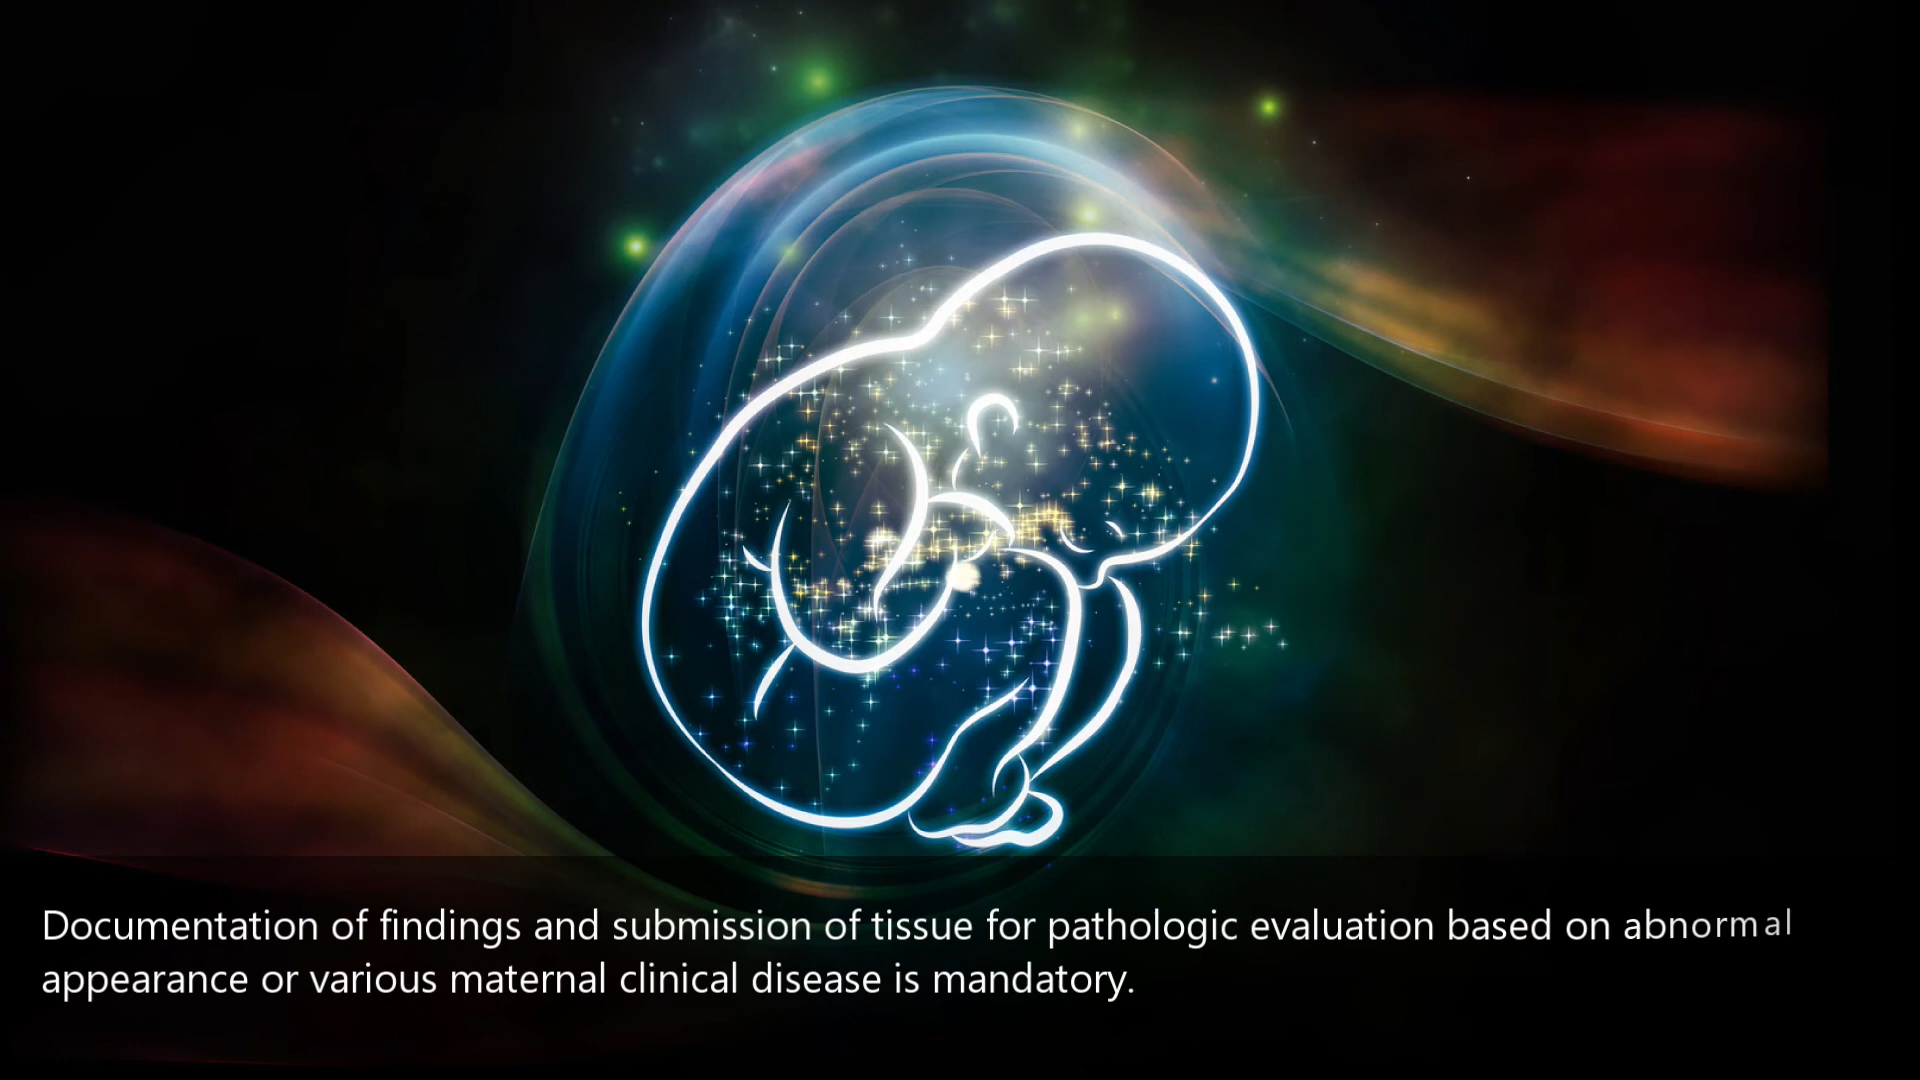 Documentation of findings and submission of tissue for pathologic evaluation based on abnormal
appearance or various maternal clinical disease is mandatory.